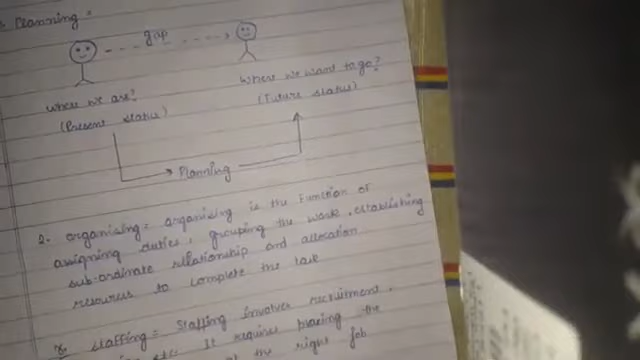 Planning =
gap
where we are?
(Present status)
where we want to go?
(Future status)
Planning
2. organising = organising is the function of
assigning duties, grouping the work, establishing
sub-ordinate relationship and allocation
resources to complete the task
staffing = staffing involves recruitment,
etc. It requires placing the
the right job